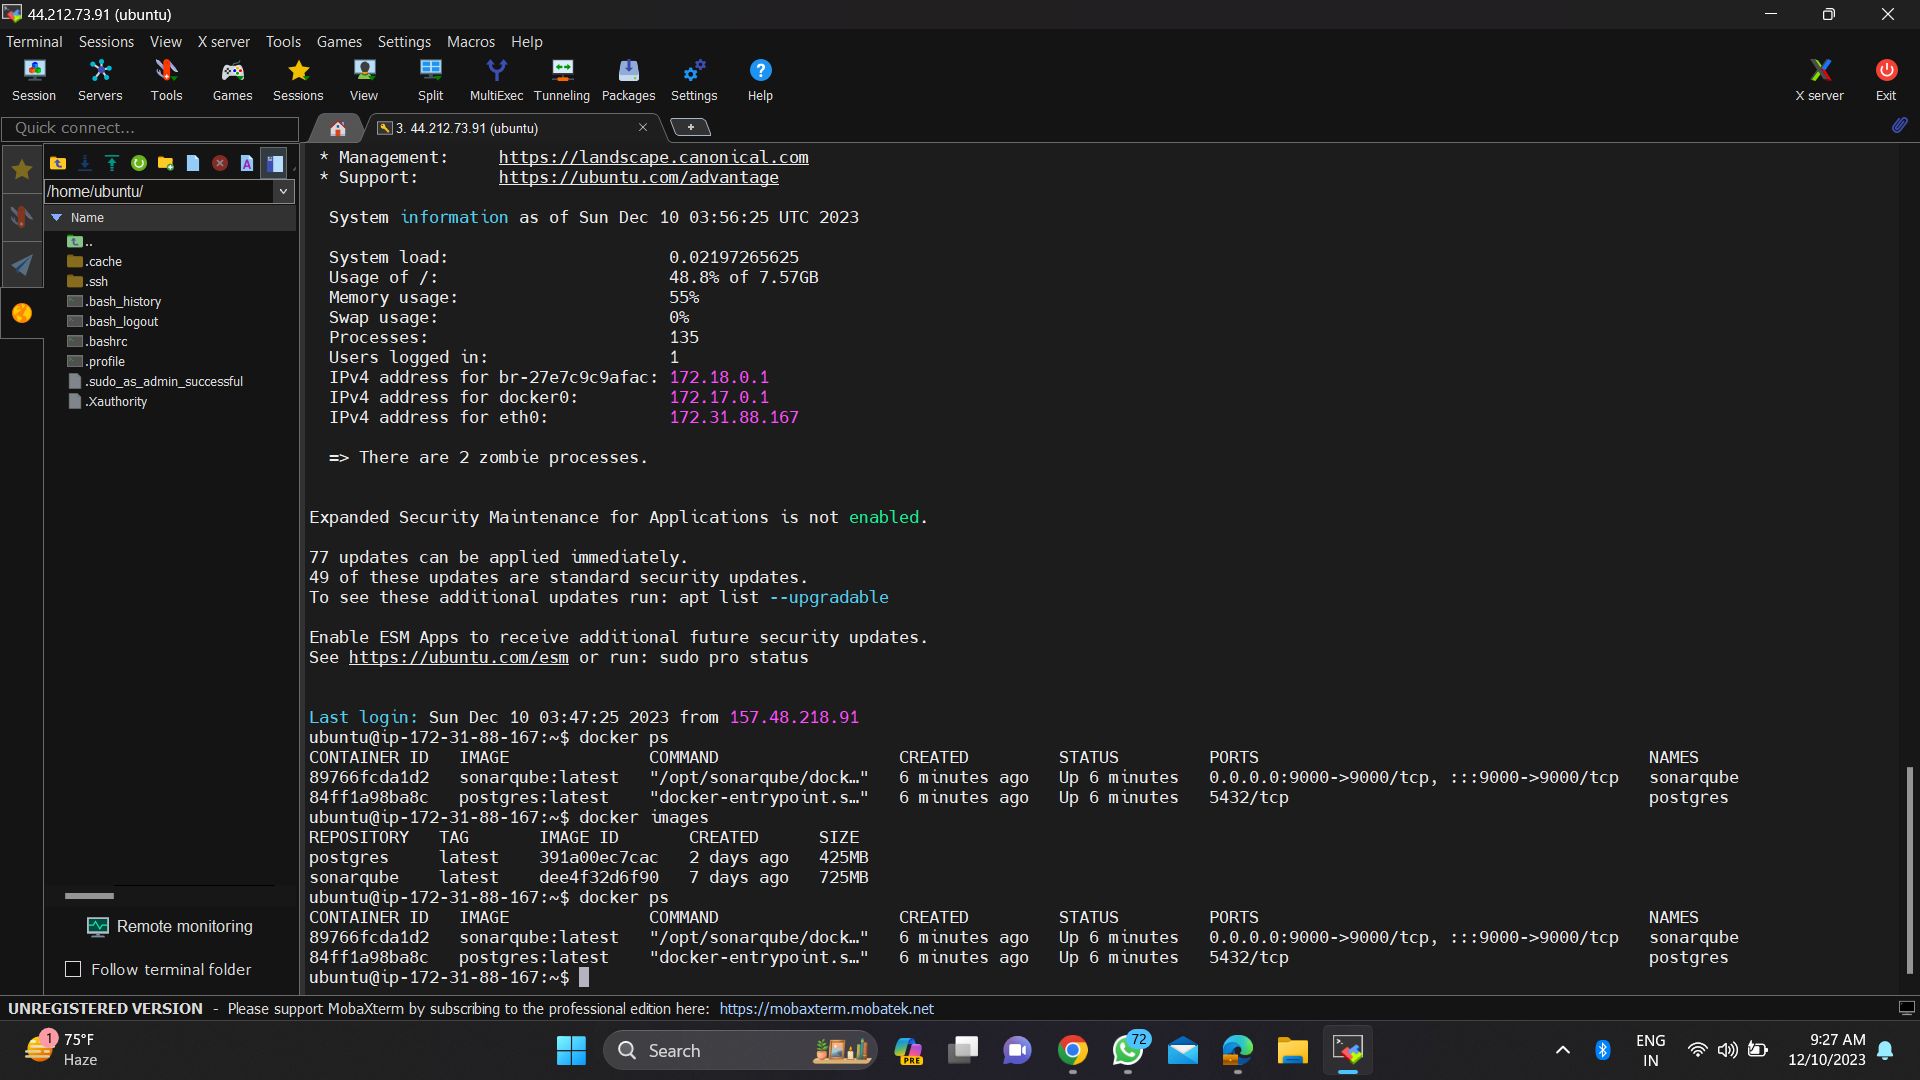 44.212.73.91 (ubuntu)
Terminal Sessions View X server Tools Games Settings Macros Help
Session Servers Tools Games Sessions View Split MultiExec Tunneling Packages Settings Help X server Exit
Quick connect...
3. 44.212.73.91 (ubuntu)
/home/ubuntu/
Name
..
.cache
.ssh
.bash_history
.bash_logout
.bashrc
.profile
.sudo_as_admin_successful
.Xauthority
Remote monitoring
Follow terminal folder
* Management: https://landscape.canonical.com
* Support: https://ubuntu.com/advantage
System information as of Sun Dec 10 03:56:25 UTC 2023
System load: 0.02197265625
Usage of /: 48.8% of 7.57GB
Memory usage: 55%
Swap usage: 0%
Processes: 135
Users logged in: 1
IPv4 address for br-27e7c9c9afac: 172.18.0.1
IPv4 address for docker0: 172.17.0.1
IPv4 address for eth0: 172.31.88.167
=> There are 2 zombie processes.
Expanded Security Maintenance for Applications is not enabled.
77 updates can be applied immediately.
49 of these updates are standard security updates.
To see these additional updates run: apt list --upgradable
Enable ESM Apps to receive additional future security updates.
See https://ubuntu.com/esm or run: sudo pro status
Last login: Sun Dec 10 03:47:25 2023 from 157.48.218.91
ubuntu@ip-172-31-88-167:~$ docker ps
CONTAINER ID IMAGE COMMAND CREATED STATUS PORTS NAMES
89766fcda1d2 sonarqube:latest "/opt/sonarqube/dock…" 6 minutes ago Up 6 minutes 0.0.0.0:9000->9000/tcp, :::9000->9000/tcp sonarqube
84ff1a98ba8c postgres:latest "docker-entrypoint.s…" 6 minutes ago Up 6 minutes 5432/tcp postgres
ubuntu@ip-172-31-88-167:~$ docker images
REPOSITORY TAG IMAGE ID CREATED SIZE
postgres latest 391a00ec7cac 2 days ago 425MB
sonarqube latest dee4f32d6f90 7 days ago 725MB
ubuntu@ip-172-31-88-167:~$ docker ps
CONTAINER ID IMAGE COMMAND CREATED STATUS PORTS NAMES
89766fcda1d2 sonarqube:latest "/opt/sonarqube/dock…" 6 minutes ago Up 6 minutes 0.0.0.0:9000->9000/tcp, :::9000->9000/tcp sonarqube
84ff1a98ba8c postgres:latest "docker-entrypoint.s…" 6 minutes ago Up 6 minutes 5432/tcp postgres
ubuntu@ip-172-31-88-167:~$
UNREGISTERED VERSION - Please support MobaXterm by subscribing to the professional edition here: https://mobaxterm.mobatek.net
1
75°F
Haze
Search
PRE
72
ENG
IN
9:27 AM
12/10/2023